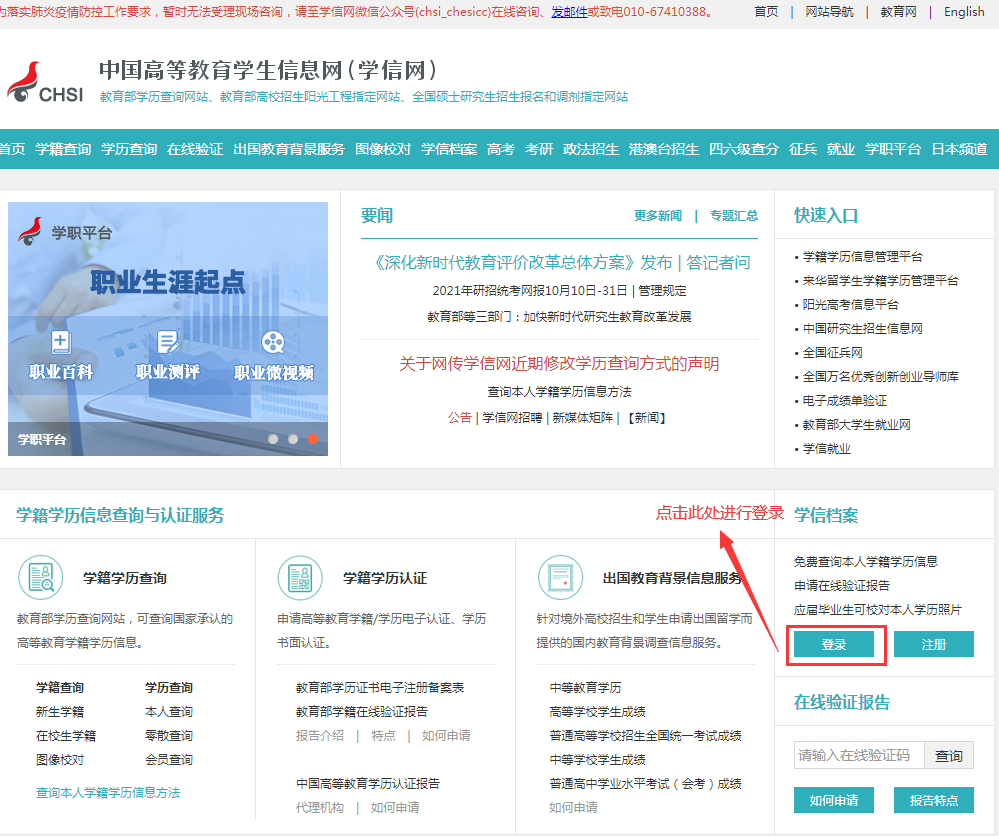 为落实肺炎疫情防控工作要求，暂时无法受理现场咨询，请至学信网微信公众号(chsi_chesicc)在线咨询、发邮件或致电010-67410388。
首页 | 网站导航 | 教育网 | English
CHSI
中国高等教育学生信息网（学信网）
教育部学历查询网站、教育部高校招生阳光工程指定网站、全国硕士研究生招生报名和调剂指定网站
首页 学籍查询 学历查询 在线验证 出国教育背景服务 图像校对 学信档案 高考 考研 政法招生 港澳台招生 四六级查分 征兵 就业 学职平台 日本频道
学职平台
职业生涯起点
职业百科 职业测评 职业微视频
学职平台
要闻 更多新闻 | 专题汇总
《深化新时代教育评价改革总体方案》发布 | 答记者问
2021年研招统考网报10月10日-31日 | 管理规定
教育部等三部门：加快新时代研究生教育改革发展
关于网传学信网近期修改学历查询方式的声明
查询本人学籍学历信息方法
公告 | 学信网招聘 | 新媒体矩阵 | 【新闻】
快速入口
• 学籍学历信息管理平台
• 来华留学生学籍学历管理平台
• 阳光高考信息平台
• 中国研究生招生信息网
• 全国征兵网
• 全国万名优秀创新创业导师库
• 电子成绩单验证
• 教育部大学生就业网
• 学信就业
学籍学历信息查询与认证服务
点击此处进行登录
学籍学历查询
教育部学历查询网站，可查询国家承认的
高等教育学籍学历信息。
学籍查询 学历查询
新生学籍 本人查询
在校生学籍 零散查询
图像校对 会员查询
查询本人学籍学历信息方法
学籍学历认证
申请高等教育学籍/学历电子认证、学历
书面认证。
教育部学历证书电子注册备案表
教育部学籍在线验证报告
报告介绍 | 特点 | 如何申请
中国高等教育学历认证报告
代理机构 | 如何申请
出国教育背景信息服务
针对境外高校招生和学生申请出国留学而
提供的国内教育背景调查信息服务。
中等教育学历
高等学校学生成绩
普通高等学校招生全国统一考试成绩
中等学校学生成绩
普通高中学业水平考试（会考）成绩
如何申请
学信档案
免费查询本人学籍学历信息
申请在线验证报告
应届毕业生可校对本人学历照片
登录 注册
在线验证报告
请输入在线验证码 查询
如何申请 报告特点